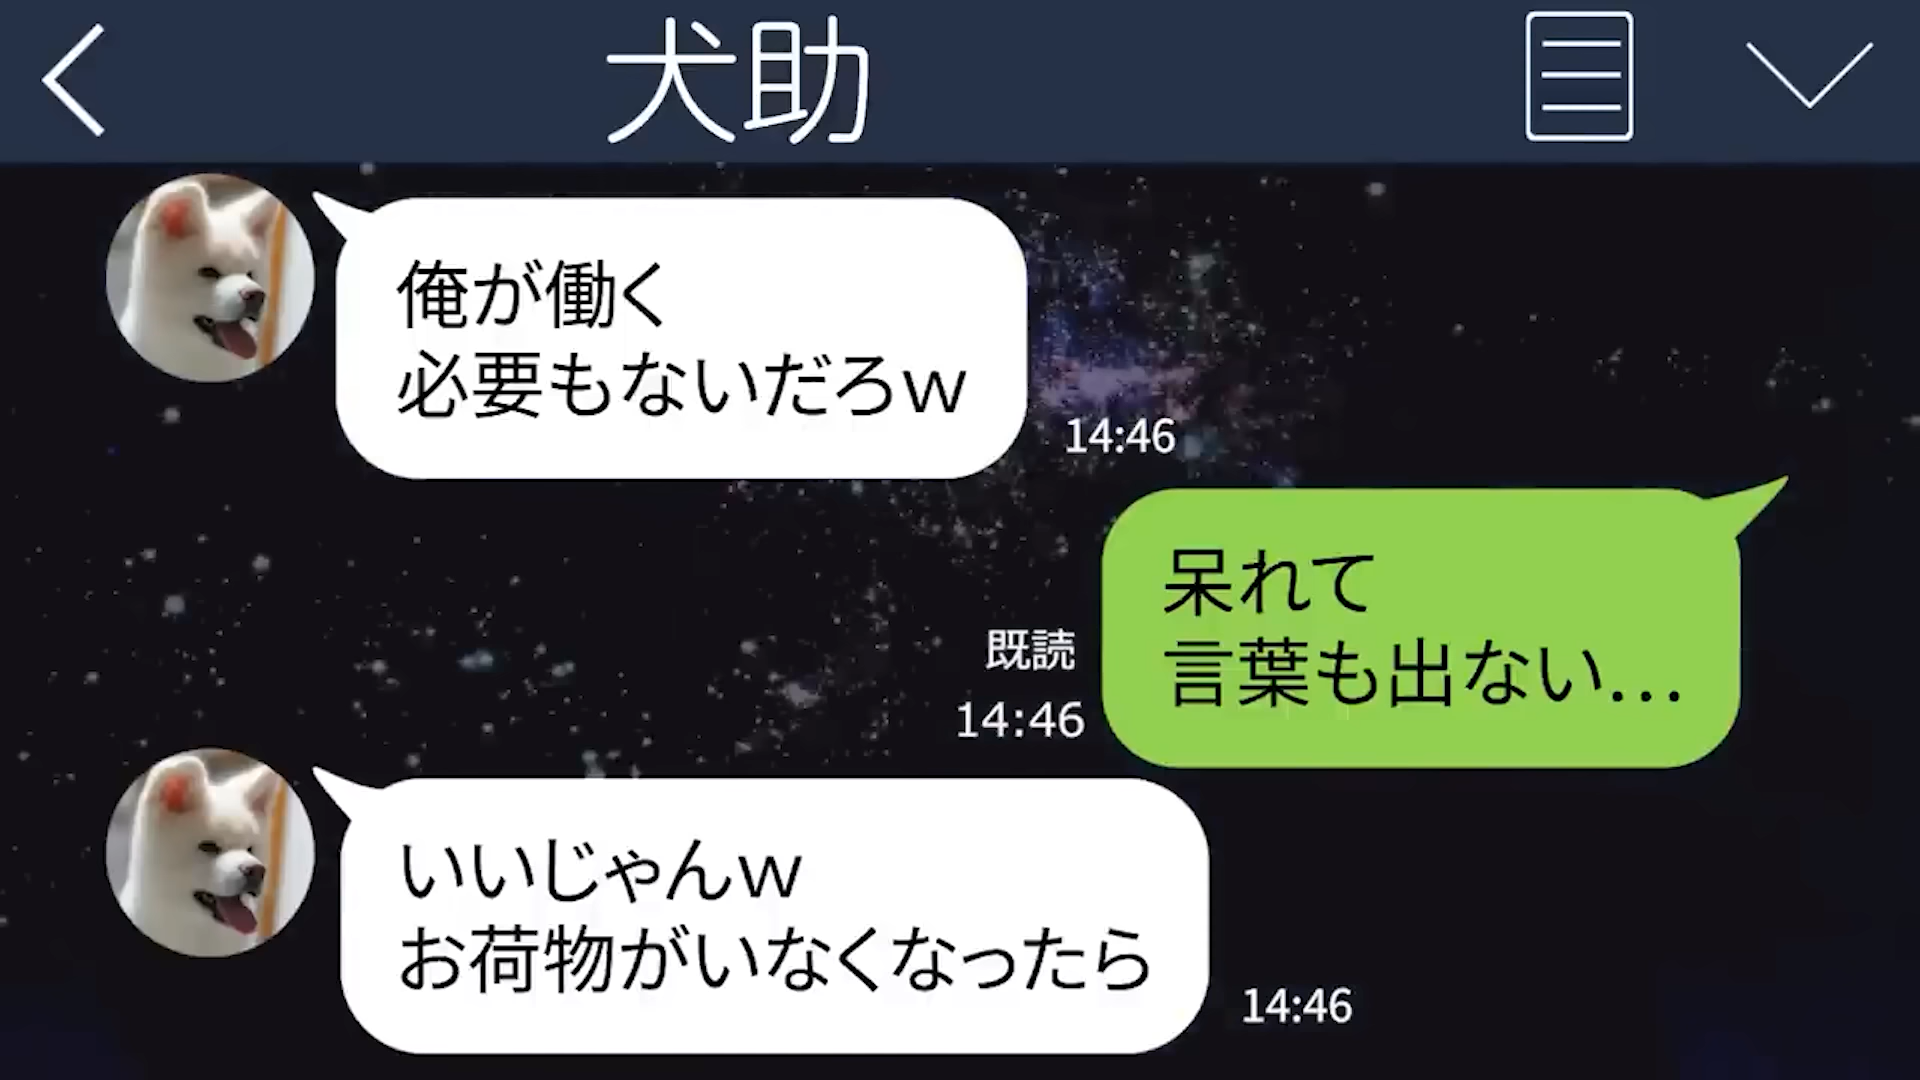 犬助
俺が働く
必要もないだろw
14:46
呆れて
言葉も出ない...
既読
14:46
いいじゃんw
お荷物がいなくなったら
14:46